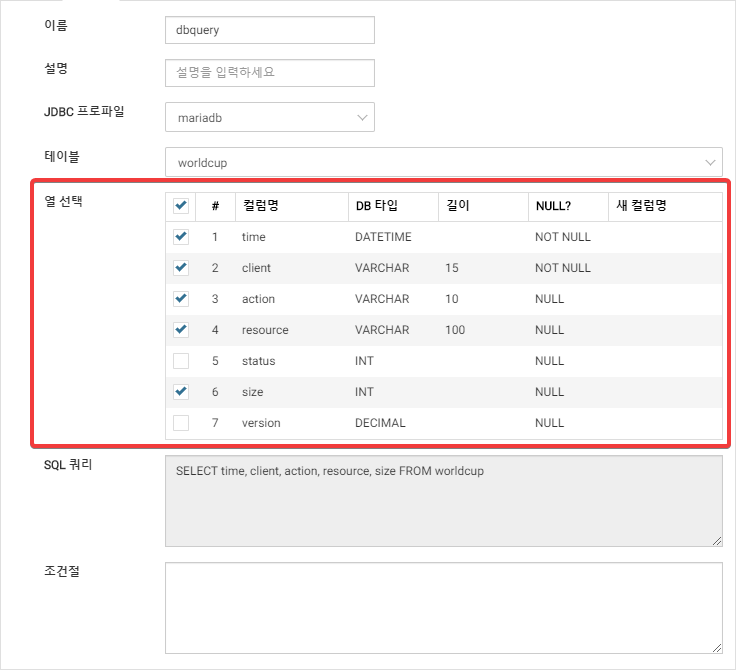 이름 dbquery
설명 설명을 입력하세요
JDBC 프로파일 mariadb
테이블 worldcup
열 선택 # 컬럼명 DB 타입 길이 NULL? 새 컬럼명
1 time DATETIME NOT NULL
2 client VARCHAR 15 NOT NULL
3 action VARCHAR 10 NULL
4 resource VARCHAR 100 NULL
5 status INT NULL
6 size INT NULL
7 version DECIMAL NULL
SQL 쿼리 SELECT time, client, action, resource, size FROM worldcup
조건절